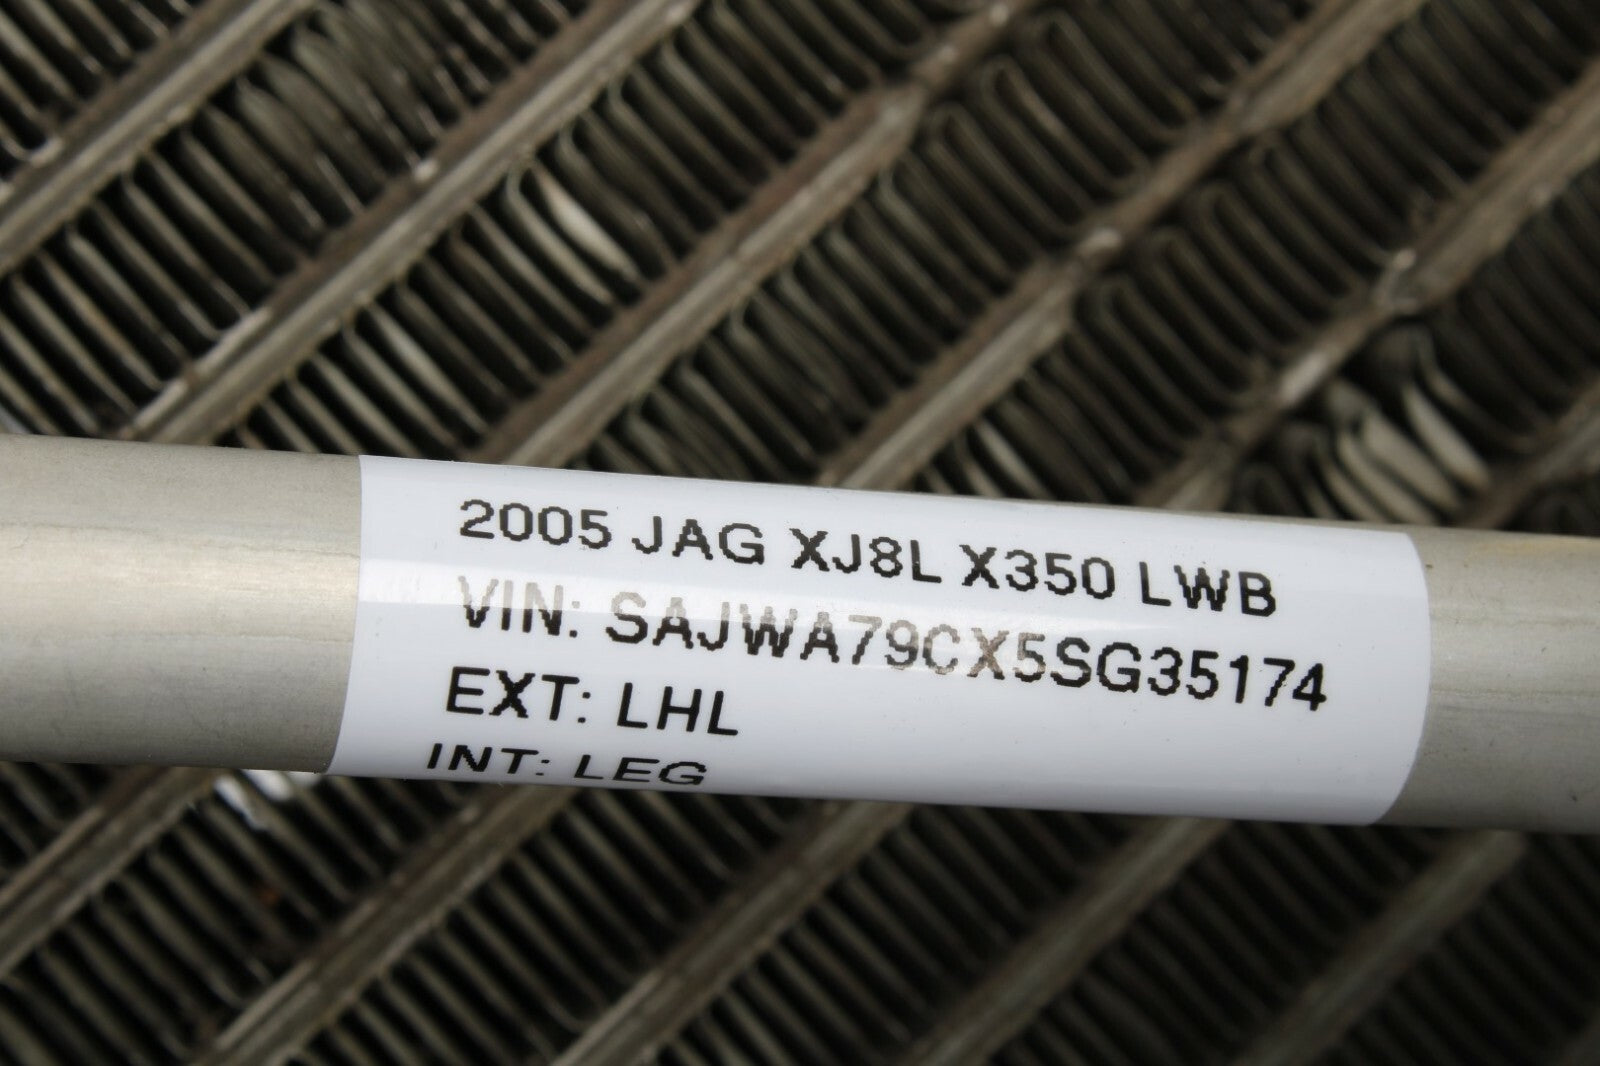 2005 JAG XJ8L X350 LWB
VIN: SAJWA79CX5SG35174
EXT: LHL
INT: LEG